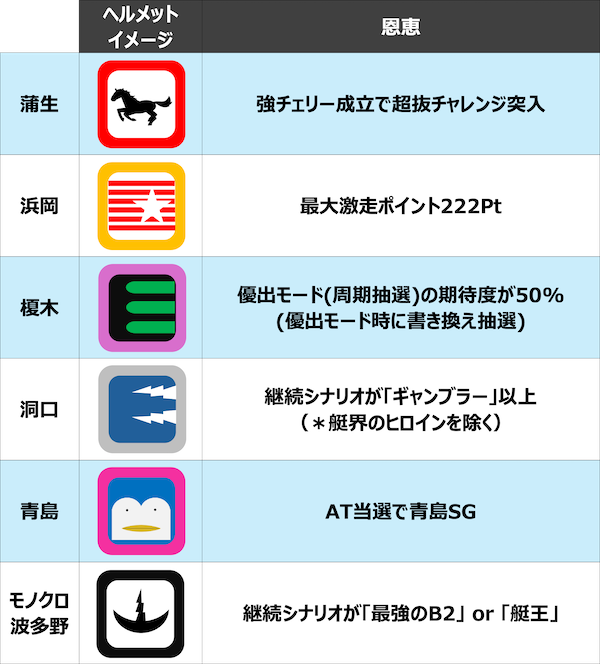 ヘルメット
イメージ
恩恵
蒲生
強チェリー成立で超抜チャレンジ突入
浜岡
最大激走ポイント222Pt
榎木
優出モード(周期抽選)の期待度が50%
(優出モード時に書き換え抽選)
洞口
継続シナリオが「ギャンブラー」以上
（＊艇界のヒロインを除く）
青島
AT当選で青島SG
モノクロ
波多野
継続シナリオが「最強のB2」 or 「艇王」